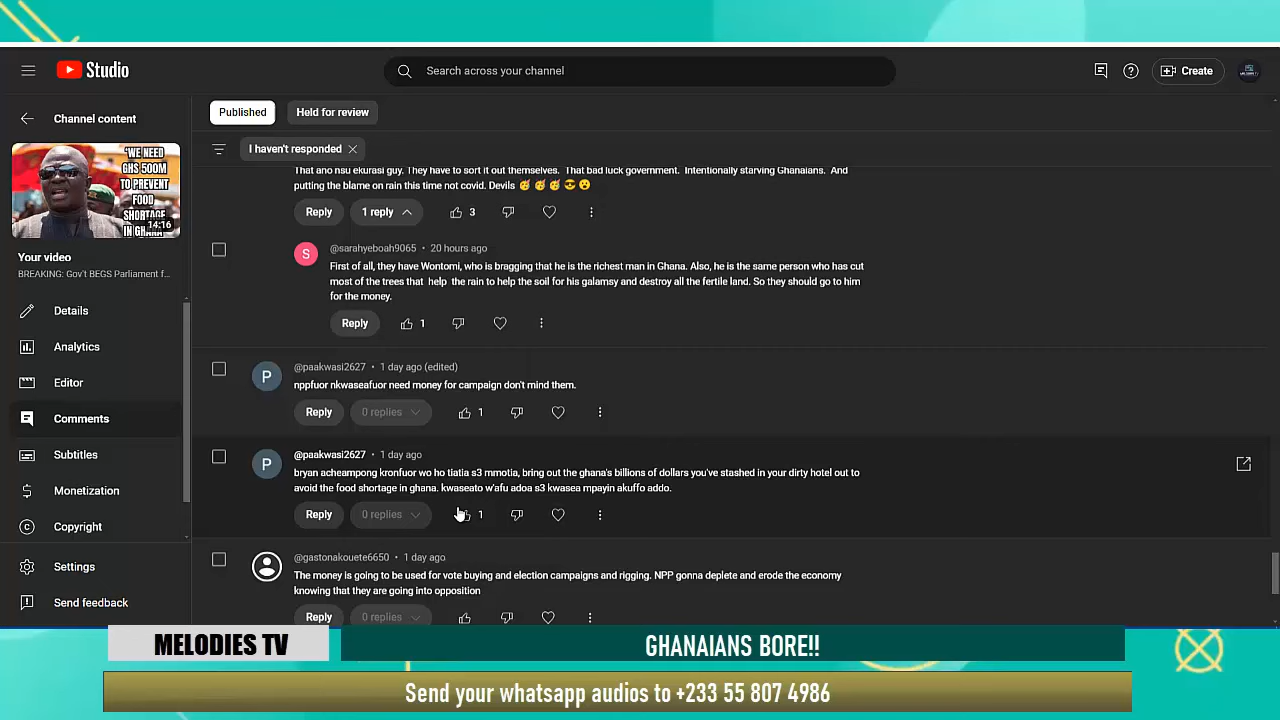 Studio
Search across your channel
Create
Channel content
Published
Held for review
I haven't responded
'WE NEED
GHS 500M
TO PREVENT
FOOD
SHORTAGE
IN GHANA
14:16
Your video
BREAKING: Gov't BEGS Parliament f...
Details
Analytics
Editor
Comments
Subtitles
Monetization
Copyright
Settings
Send feedback
That ano nsu ekurasi guy. They have to sort it out themselves. That bad luck government. Intentionally starving Ghanaians. And
putting the blame on rain this time not covid. Devils 🥳 🥳 🥳 😎 😮
Reply 1 reply 3
S
@sarahyeboah9065 • 20 hours ago
First of all, they have Wontomi, who is bragging that he is the richest man in Ghana. Also, he is the same person who has cut
most of the trees that help the rain to help the soil for his galamsy and destroy all the fertile land. So they should go to him
for the money.
Reply 1
P
@paakwasi2627 • 1 day ago (edited)
nppfuor nkwaseafuor need money for campaign don't mind them.
Reply 0 replies 1
P
@paakwasi2627 • 1 day ago
bryan acheampong kronfuor wo ho tiatia s3 mmotia, bring out the ghana's billions of dollars you've stashed in your dirty hotel out to
avoid the food shortage in ghana. kwaseato w'afu adoa s3 kwasea mpayin akuffo addo.
Reply 0 replies 1
@gastonakouete6650 • 1 day ago
The money is going to be used for vote buying and election campaigns and rigging. NPP gonna deplete and erode the economy
knowing that they are going into opposition
Reply 0 replies
MELODIES TV
GHANAIANS BORE!!
Send your whatsapp audios to +233 55 807 4986